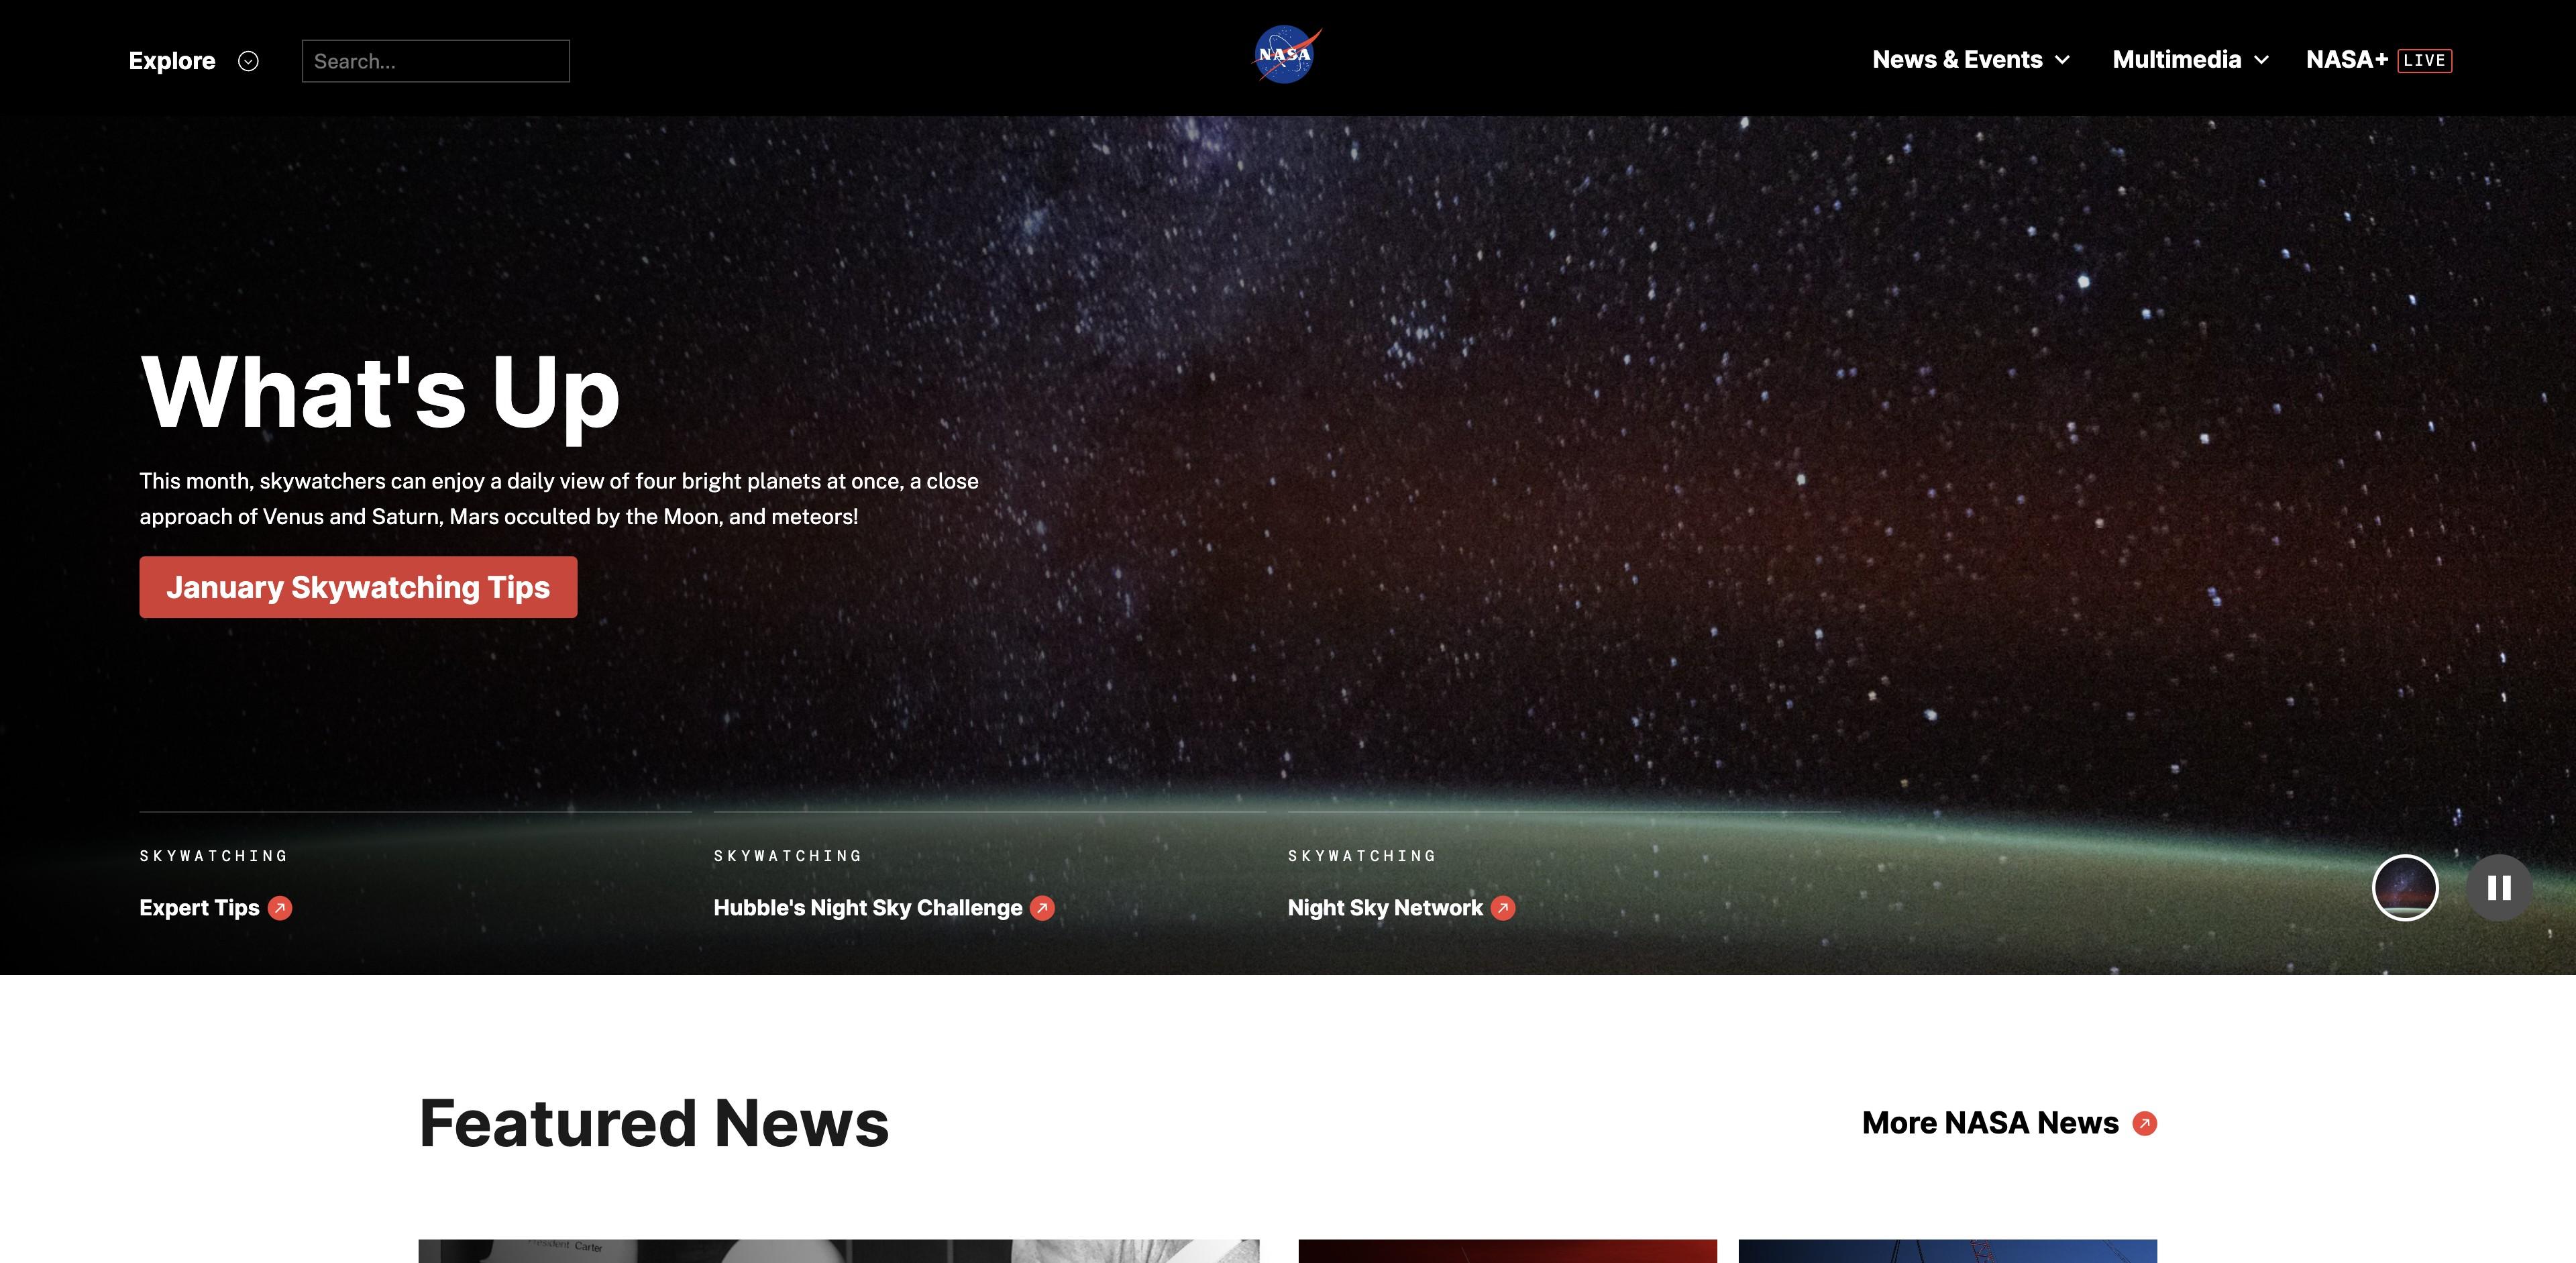 Explore
Search...
NASA
News & Events
Multimedia
NASA+ LIVE
What's Up
This month, skywatchers can enjoy a daily view of four bright planets at once, a close
approach of Venus and Saturn, Mars occulted by the Moon, and meteors!
January Skywatching Tips
SKYWATCHING
Expert Tips
SKYWATCHING
Hubble's Night Sky Challenge
SKYWATCHING
Night Sky Network
Featured News
More NASA News
President Carter